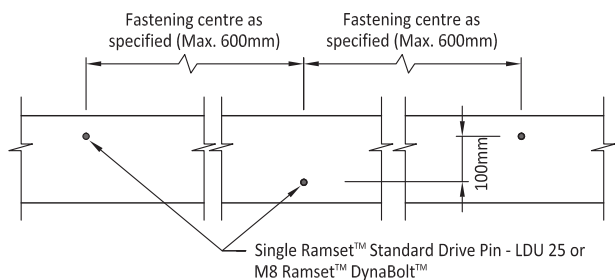 Fastening centre as
specified (Max. 600mm)
Fastening centre as
specified (Max. 600mm)
100mm
Single Ramset™ Standard Drive Pin - LDU 25 or
M8 Ramset™ DynaBolt™